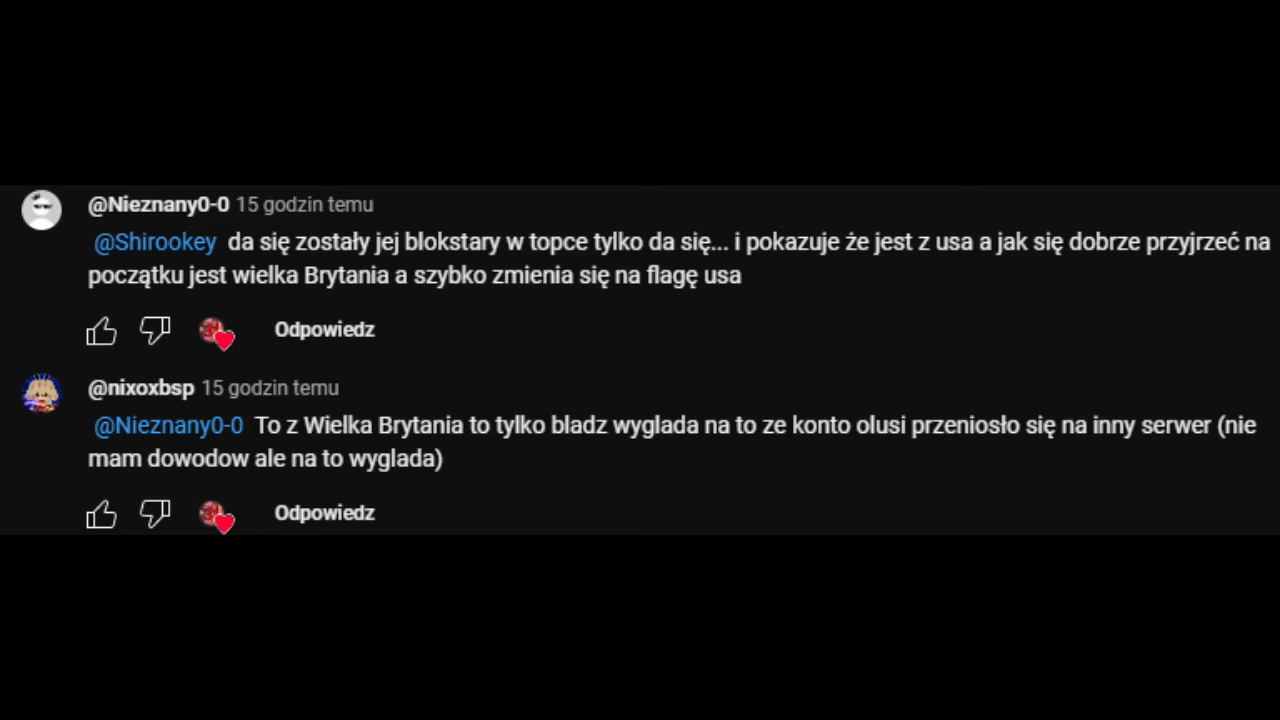 @Nieznany0-0 15 godzin temu
@Shirookey da się zostały jej blokstary w topce tylko da się... i pokazuje że jest z usa a jak się dobrze przyjrzeć na
początku jest wielka Brytania a szybko zmienia się na flagę usa
Odpowiedz
@nixoxbsp 15 godzin temu
@Nieznany0-0 To z Wielka Brytania to tylko bladz wyglada na to ze konto olusi przeniosło się na inny serwer (nie
mam dowodow ale na to wyglada)
Odpowiedz